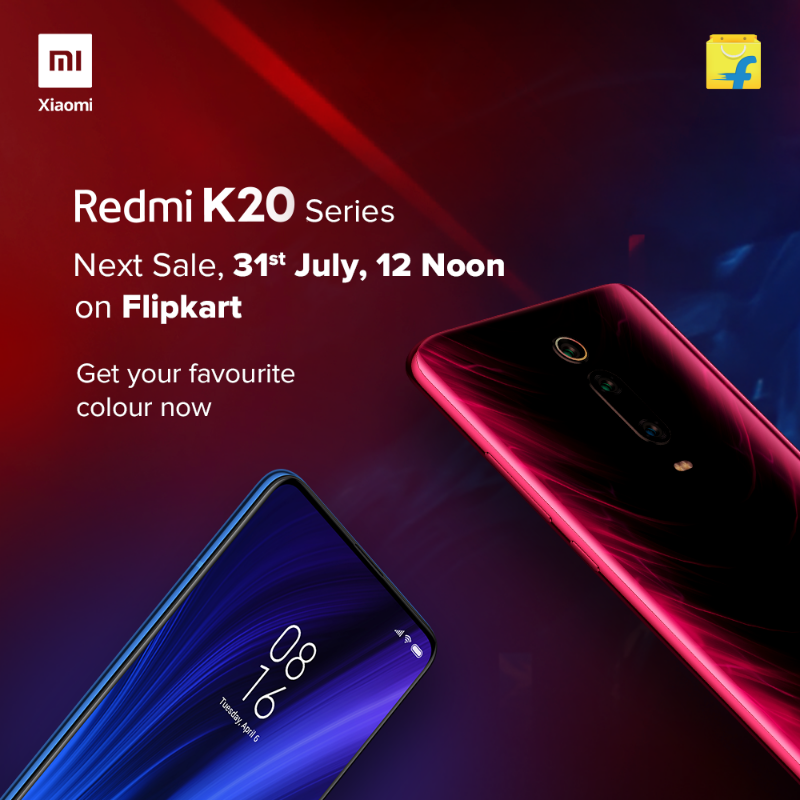 mi
Xiaomi
f
Redmi K20 Series
Next Sale, 31st July, 12 Noon
on Flipkart
Get your favourite
colour now
08
16
Tuesday, April 6